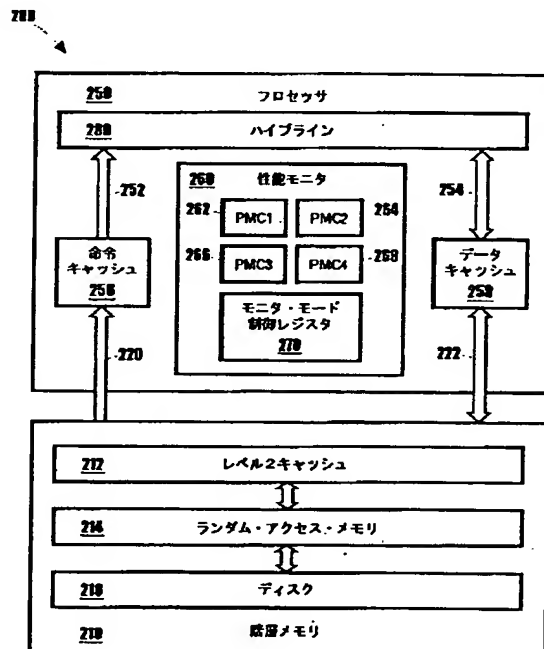 200
250 プロセッサ
280 パイプライン
252
260 性能モニタ
254
262 PMC1 PMC2 264
命令
キャッシュ
256
266 PMC3 PMC4 268
データ
キャッシュ
258
モニタ・モード
制御レジスタ
270
220
222
212 レベル2キャッシュ
214 ランダム・アクセス・メモリ
ディスク
210 階層メモリ